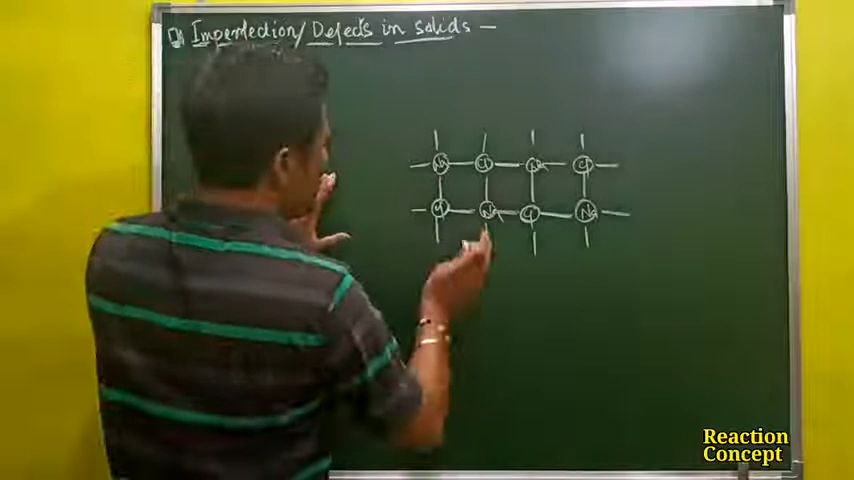 Imperfection/ Defects in solids —
Na Cl Na Cl
Cl Na Cl Na
Reaction
Concept